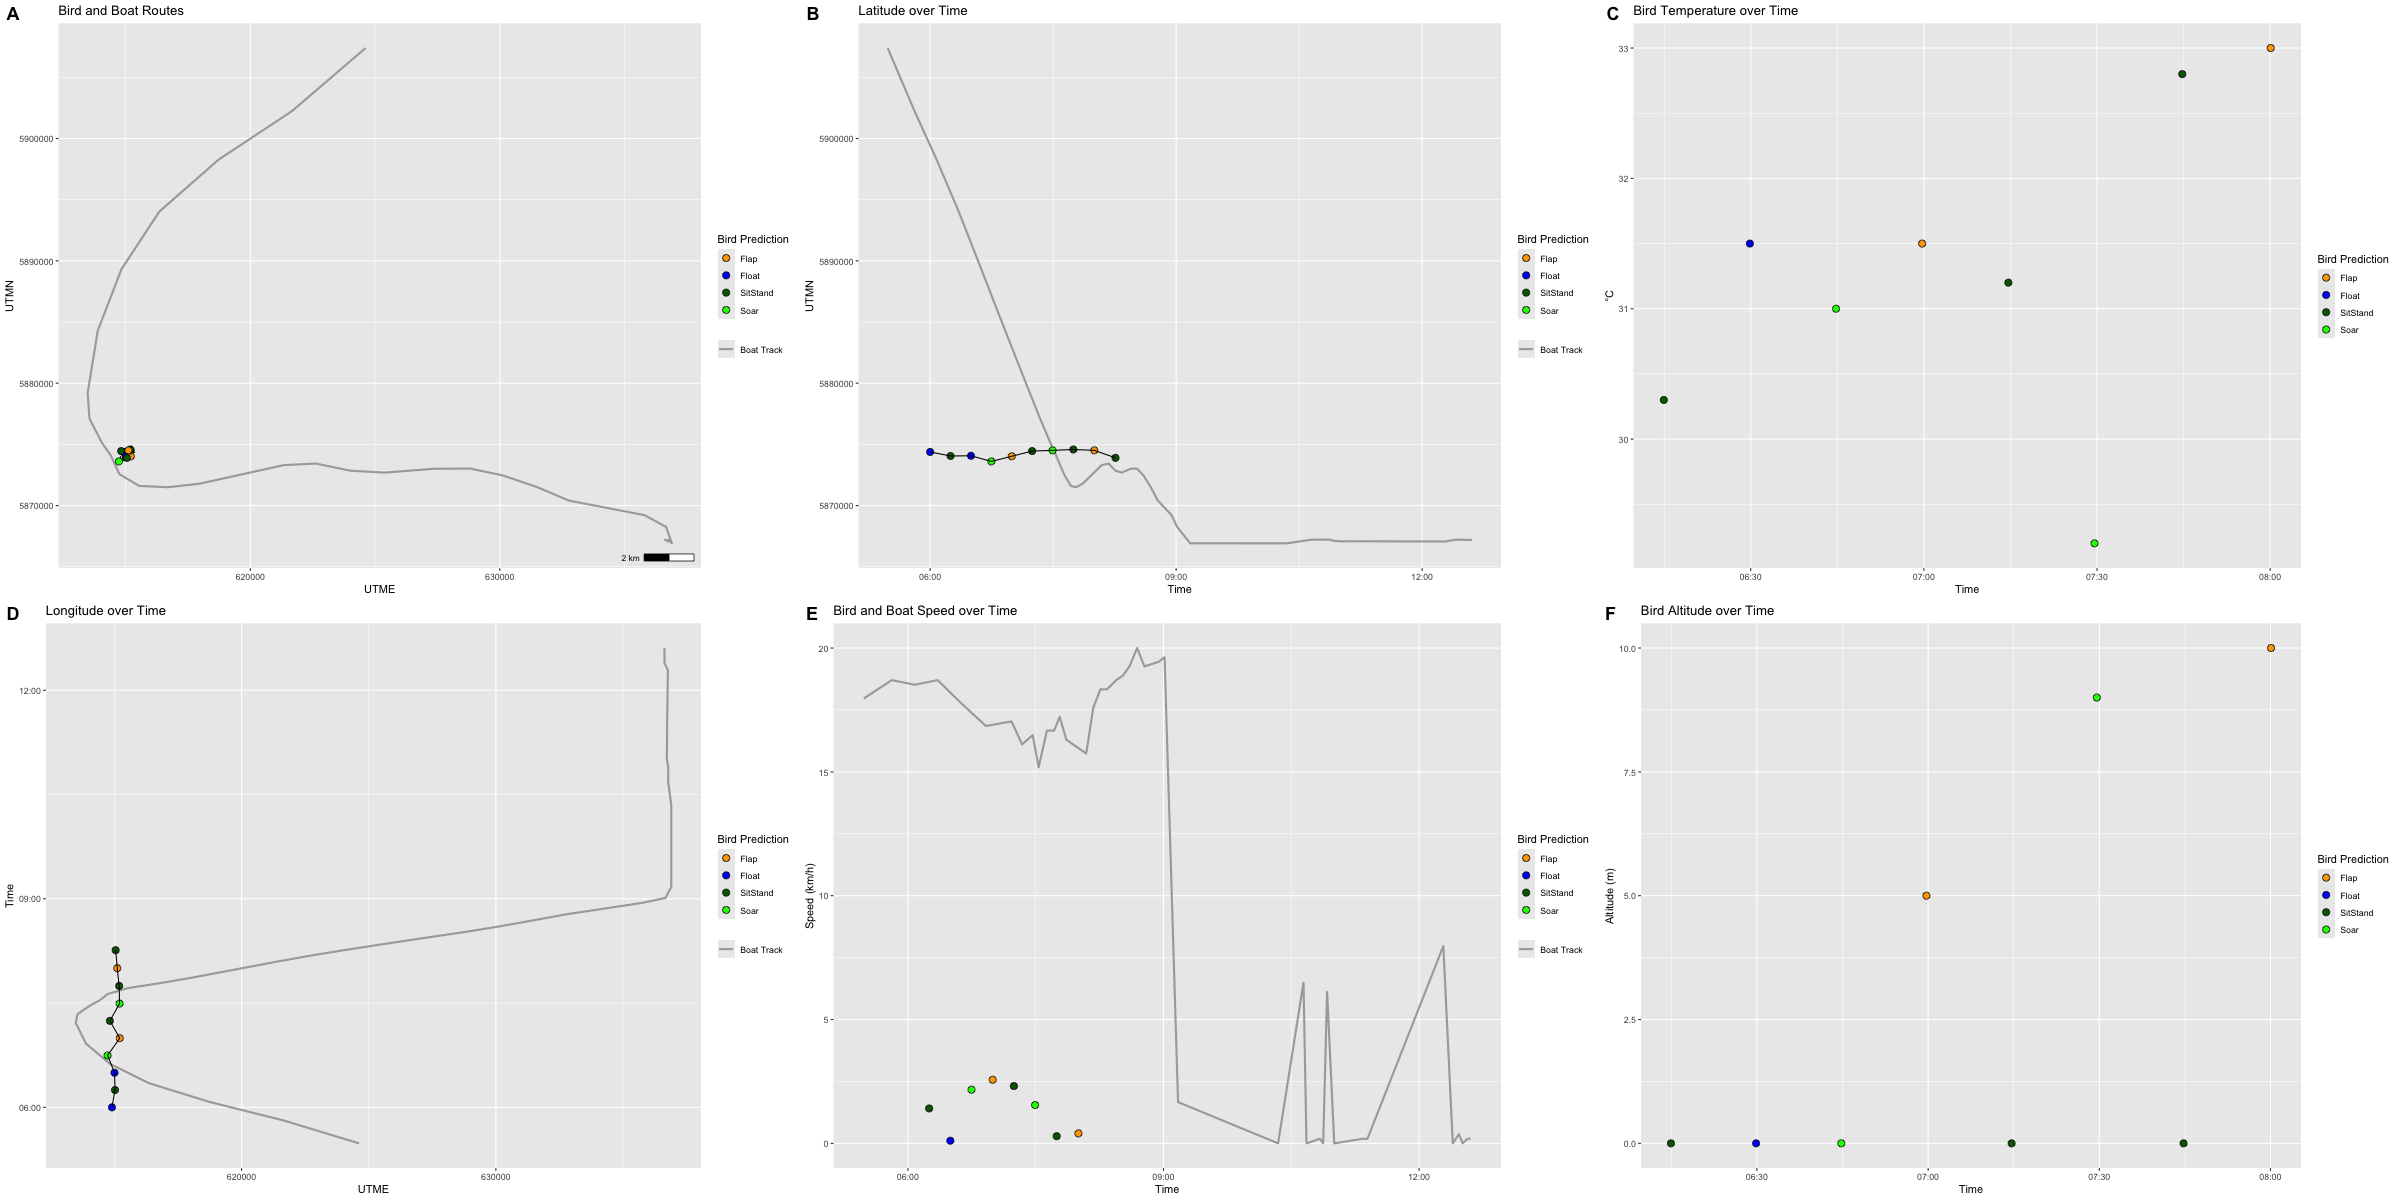 A Bird and Boat Routes
5900000
5890000
5880000
5870000
UTMN
620000
630000
UTME
2 km
Bird Prediction
Flap
Float
SitStand
Soar
Boat Track
B Latitude over Time
5900000
5890000
5880000
5870000
UTMN
06:00
09:00
12:00
Time
Bird Prediction
Flap
Float
SitStand
Soar
Boat Track
C Bird Temperature over Time
33
32
31
30
°C
06:30
07:00
07:30
08:00
Time
Bird Prediction
Flap
Float
SitStand
Soar
D Longitude over Time
12:00
09:00
06:00
Time
620000
630000
UTME
Bird Prediction
Flap
Float
SitStand
Soar
Boat Track
E Bird and Boat Speed over Time
20
15
10
5
0
Speed (km/h)
06:00
09:00
12:00
Time
Bird Prediction
Flap
Float
SitStand
Soar
Boat Track
F Bird Altitude over Time
10.0
7.5
5.0
2.5
0.0
Altitude (m)
06:30
07:00
07:30
08:00
Time
Bird Prediction
Flap
Float
SitStand
Soar